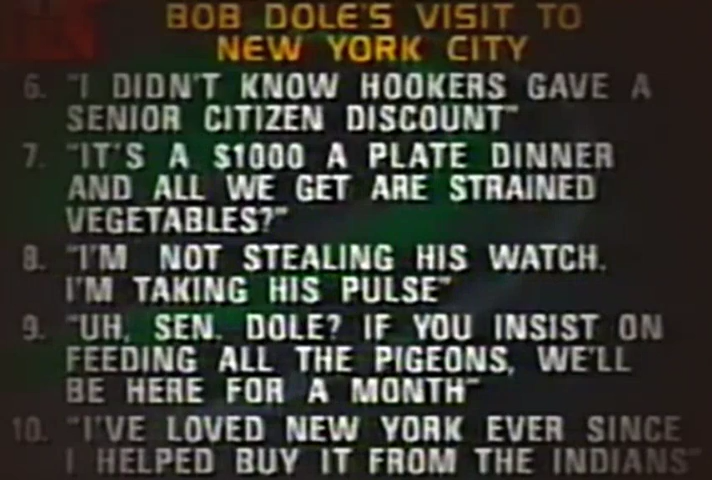 BOB DOLE'S VISIT TO
NEW YORK CITY
6. "I DIDN'T KNOW HOOKERS GAVE A
SENIOR CITIZEN DISCOUNT"
7. "IT'S A $1000 A PLATE DINNER
AND ALL WE GET ARE STRAINED
VEGETABLES?"
8. "I'M NOT STEALING HIS WATCH.
I'M TAKING HIS PULSE"
9. "UH, SEN. DOLE? IF YOU INSIST ON
FEEDING ALL THE PIGEONS, WE'LL
BE HERE FOR A MONTH"
10. "I'VE LOVED NEW YORK EVER SINCE
I HELPED BUY IT FROM THE INDIANS"